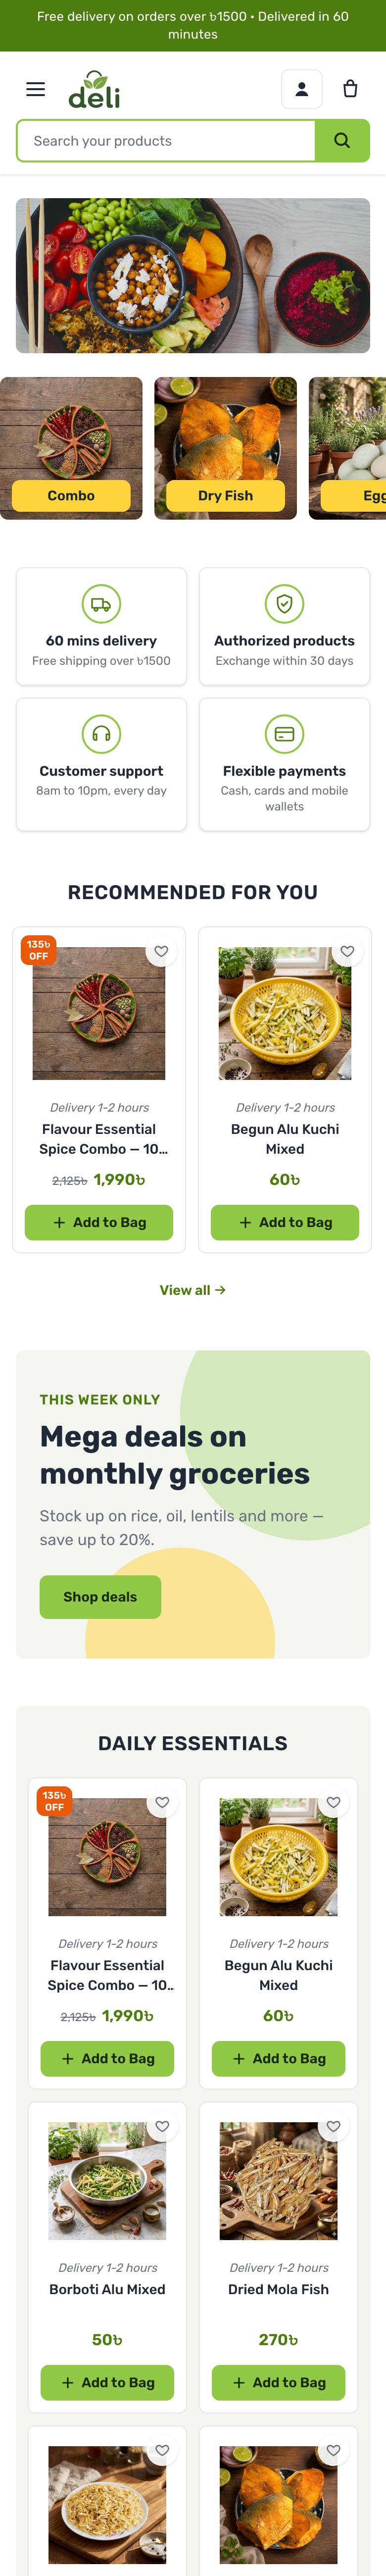 Free delivery on orders over ৳1500 • Delivered in 60
minutes
deli
Search your products
Combo
Dry Fish
Egg
60 mins delivery
Free shipping over ৳1500
Authorized products
Exchange within 30 days
Customer support
8am to 10pm, every day
Flexible payments
Cash, cards and mobile
wallets
RECOMMENDED FOR YOU
135৳
OFF
Delivery 1-2 hours
Flavour Essential
Spice Combo — 10...
2,125৳ 1,990৳
+ Add to Bag
Delivery 1-2 hours
Begun Alu Kuchi
Mixed
60৳
+ Add to Bag
View all →
THIS WEEK ONLY
Mega deals on
monthly groceries
Stock up on rice, oil, lentils and more —
save up to 20%.
Shop deals
DAILY ESSENTIALS
135৳
OFF
Delivery 1-2 hours
Flavour Essential
Spice Combo — 10...
2,125৳ 1,990৳
+ Add to Bag
Delivery 1-2 hours
Begun Alu Kuchi
Mixed
60৳
+ Add to Bag
Delivery 1-2 hours
Borboti Alu Mixed
50৳
+ Add to Bag
Delivery 1-2 hours
Dried Mola Fish
270৳
+ Add to Bag